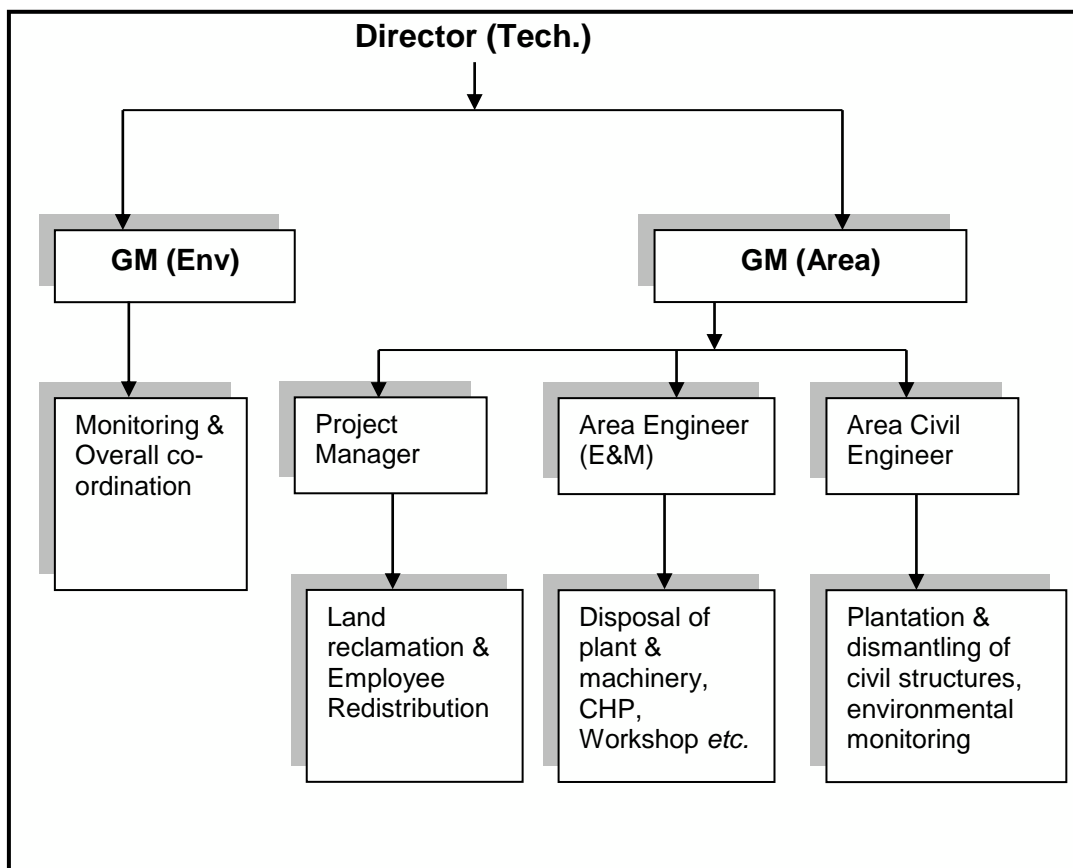 Director (Tech.)
GM (Env)
GM (Area)
Monitoring &
Overall co-
ordination
Project
Manager
Area Engineer
(E&M)
Area Civil
Engineer
Land
reclamation &
Employee
Redistribution
Disposal of
plant &
machinery,
CHP,
Workshop etc.
Plantation &
dismantling of
civil structures,
environmental
monitoring